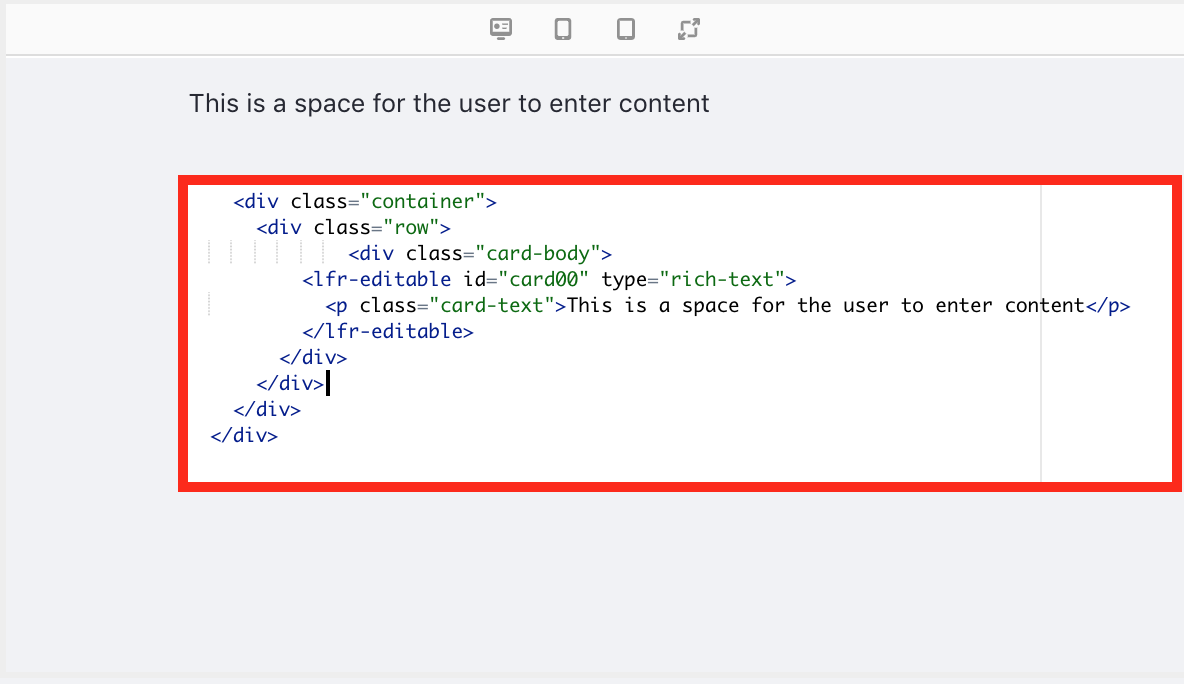 This is a space for the user to enter content
<div class="container">
<div class="row">
<div class="card-body">
<lfr-editable id="card00" type="rich-text">
<p class="card-text">This is a space for the user to enter content</p>
</lfr-editable>
</div>
</div>
</div>
</div>